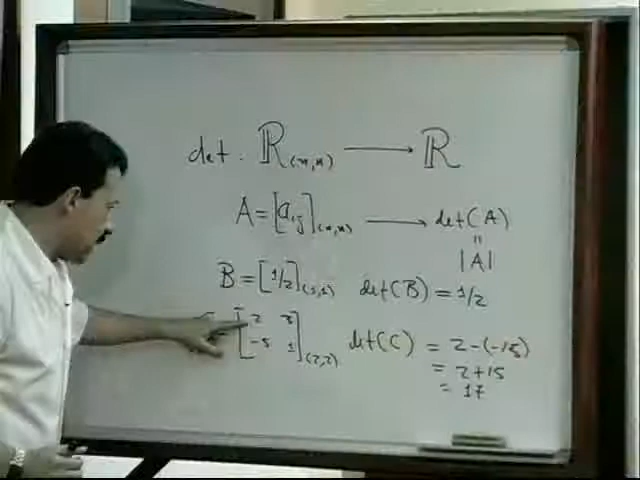 det. ℝ(n,n) ⟶ ℝ
A = [aij](n,n) ⟶ det(A)
=
|A|
B = [1/2](1,1) det(B) = 1/2
[2 3
-5 1](2,2) det(C) = 2-(-15)
= 2+15
= 17